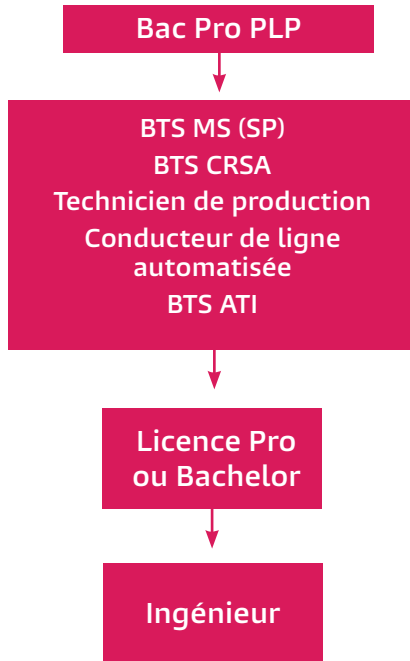 Bac Pro PLP
BTS MS (SP)
BTS CRSA
Technicien de production
Conducteur de ligne
automatisée
BTS ATI
Licence Pro
ou Bachelor
Ingénieur